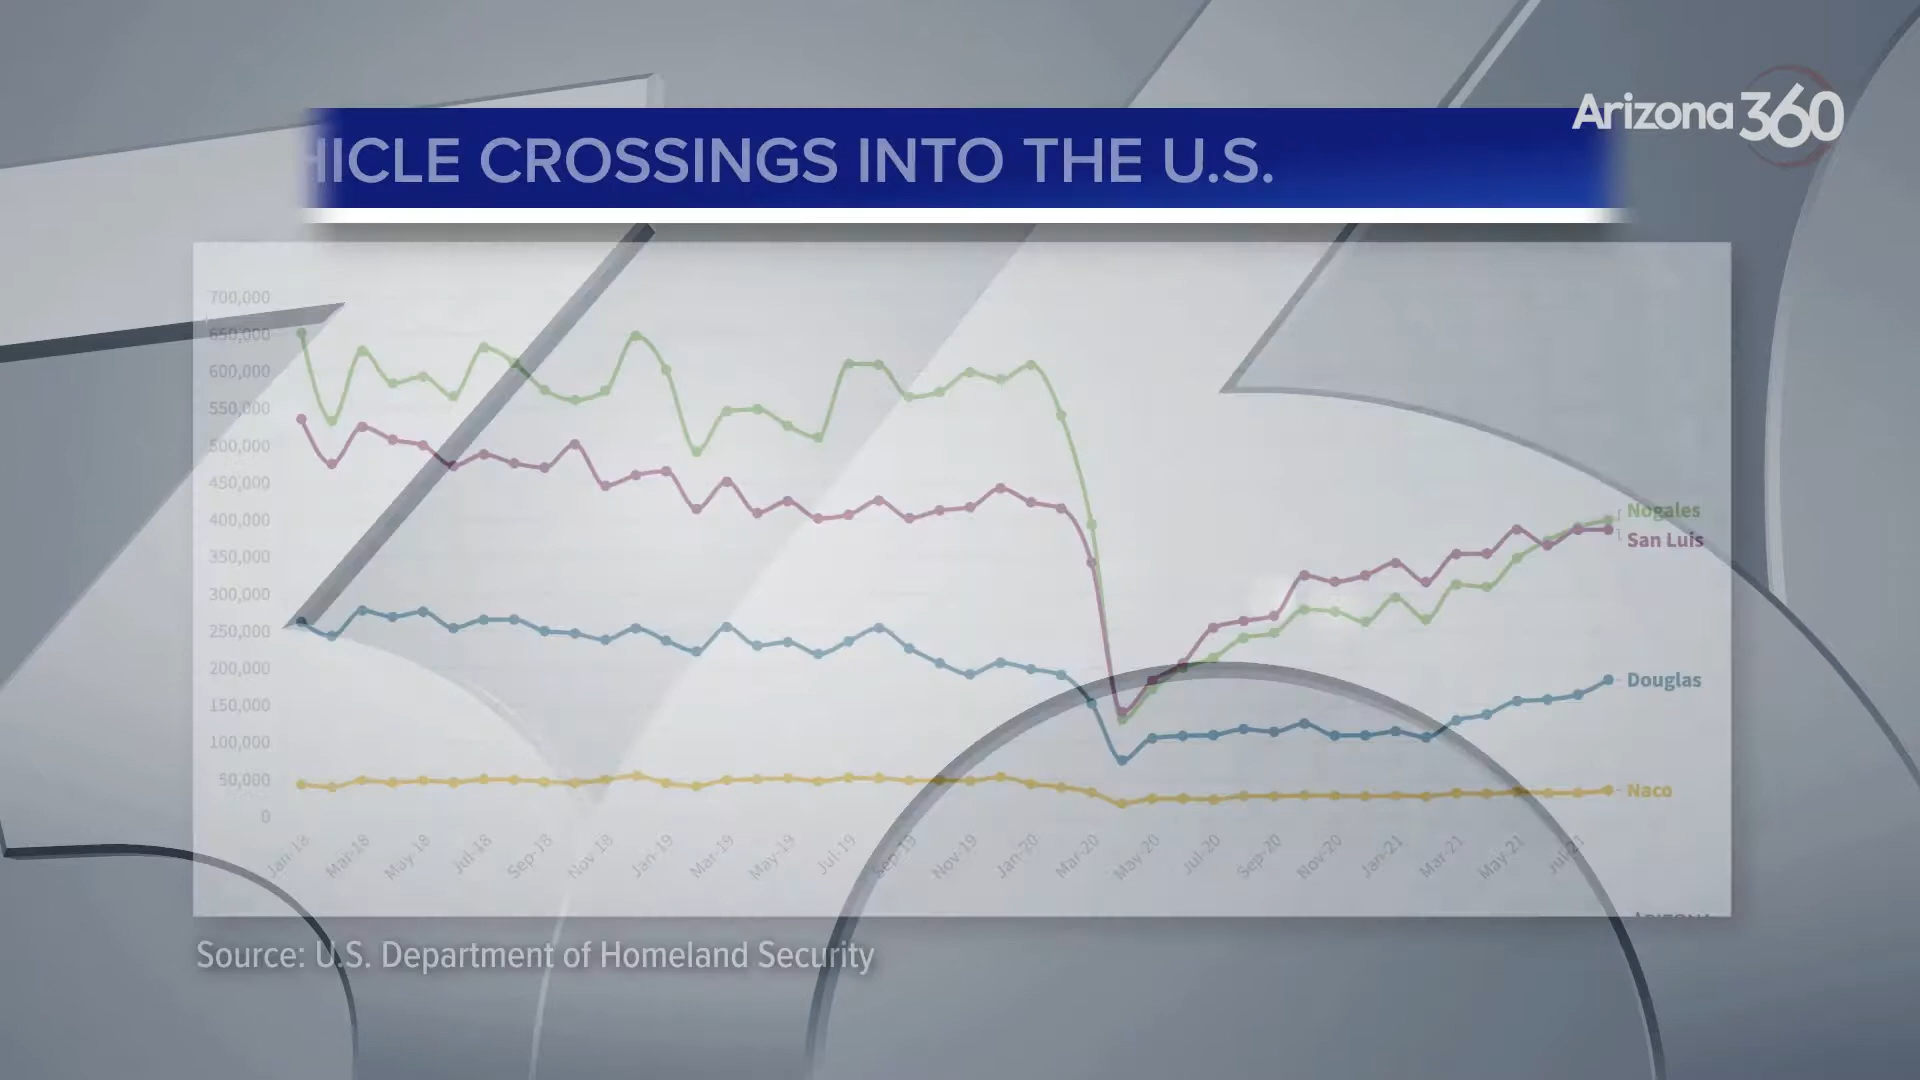 Arizona 360
HICLE CROSSINGS INTO THE U.S.
700,000
650,000
600,000
550,000
500,000
450,000
400,000
350,000
300,000
250,000
200,000
150,000
100,000
50,000
0
Nogales
San Luis
Douglas
Naco
Jan-18
Mar-18
May-18
Jul-18
Sep-18
Nov-18
Jan-19
Mar-19
May-19
Jul-19
Sep-19
Nov-19
Jan-20
Mar-20
May-20
Jul-20
Sep-20
Nov-20
Jan-21
Mar-21
May-21
Jul-21
Source: U.S. Department of Homeland Security